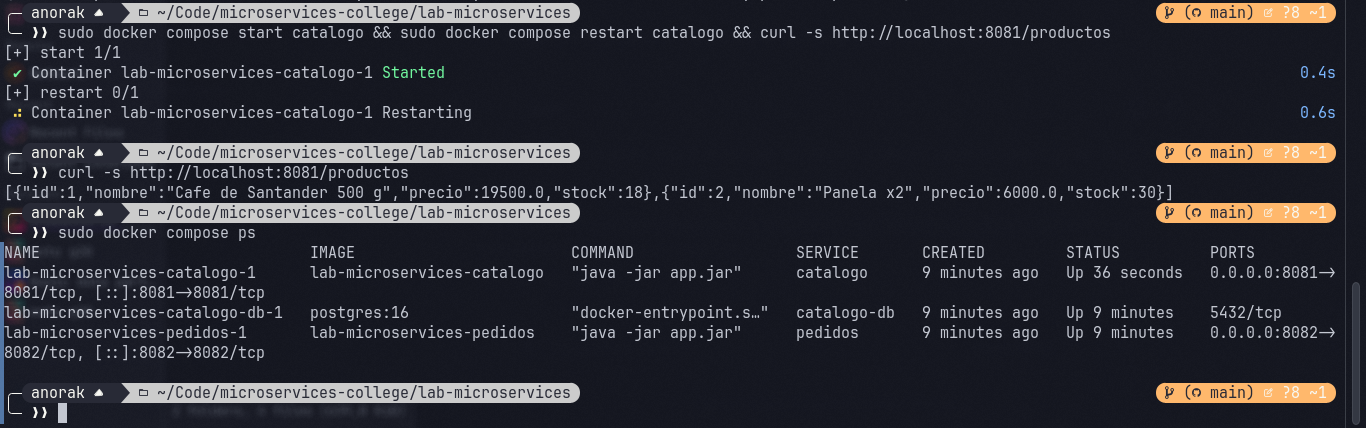 anorak ~/Code/microservices-college/lab-microservices ( main) ?8 ~1
❯❯ sudo docker compose start catalogo && sudo docker compose restart catalogo && curl -s http://localhost:8081/productos
[+] start 1/1
✔ Container lab-microservices-catalogo-1 Started 0.4s
[+] restart 0/1
Container lab-microservices-catalogo-1 Restarting 0.6s
anorak ~/Code/microservices-college/lab-microservices ( main) ?8 ~1
❯❯ curl -s http://localhost:8081/productos
[{"id":1,"nombre":"Cafe de Santander 500 g","precio":19500.0,"stock":18},{"id":2,"nombre":"Panela x2","precio":6000.0,"stock":30}]
anorak ~/Code/microservices-college/lab-microservices ( main) ?8 ~1
❯❯ sudo docker compose ps
NAME IMAGE COMMAND SERVICE CREATED STATUS PORTS
lab-microservices-catalogo-1 lab-microservices-catalogo "java -jar app.jar" catalogo 9 minutes ago Up 36 seconds 0.0.0.0:8081->
8081/tcp, [::]:8081->8081/tcp
lab-microservices-catalogo-db-1 postgres:16 "docker-entrypoint.s…" catalogo-db 9 minutes ago Up 9 minutes 5432/tcp
lab-microservices-pedidos-1 lab-microservices-pedidos "java -jar app.jar" pedidos 9 minutes ago Up 9 minutes 0.0.0.0:8082->
8082/tcp, [::]:8082->8082/tcp
anorak ~/Code/microservices-college/lab-microservices ( main) ?8 ~1
❯❯